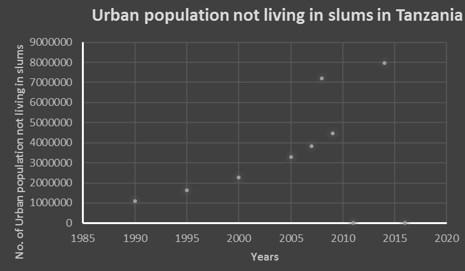 Urban population not living in slums in Tanzania
No. of Urban population not living in slums
9000000
8000000
7000000
6000000
5000000
4000000
3000000
2000000
1000000
0
1985 1990 1995 2000 2005 2010 2015 2020
Years